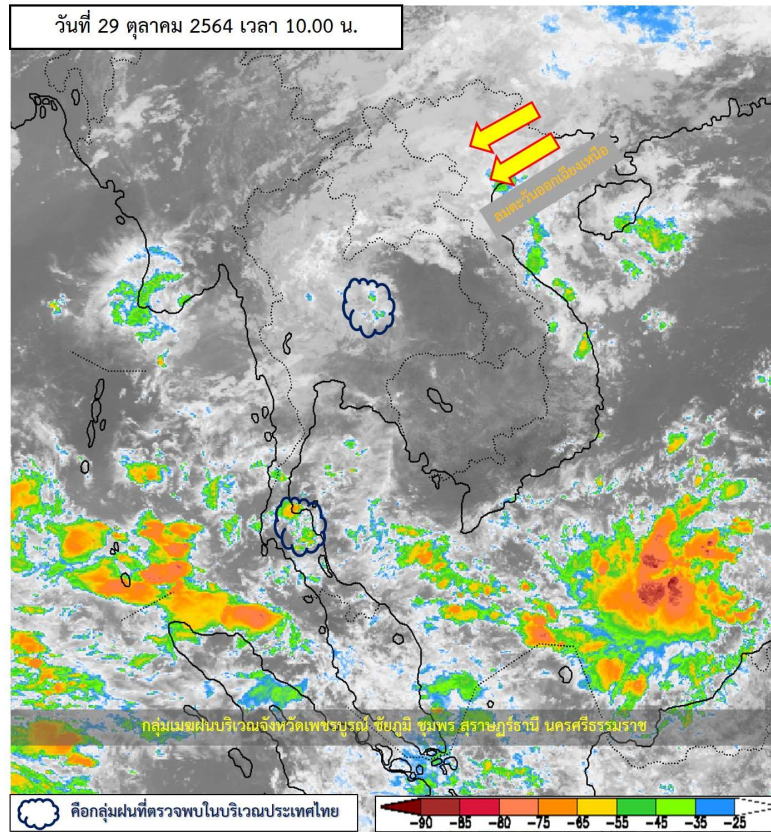 วันที่ 29 ตุลาคม 2564 เวลา 10.00 น.
ลมตะวันออกเฉียงเหนือ
กลุ่มเมฆฝนบริเวณจังหวัดเพชรบูรณ์ ชัยภูมิ ชุมพร สุราษฎร์ธานี นครศรีธรรมราช
คือกลุ่มฝนที่ตรวจพบในบริเวณประเทศไทย
-90 -85 -80 -75 -65 -55 -45 -35 -25